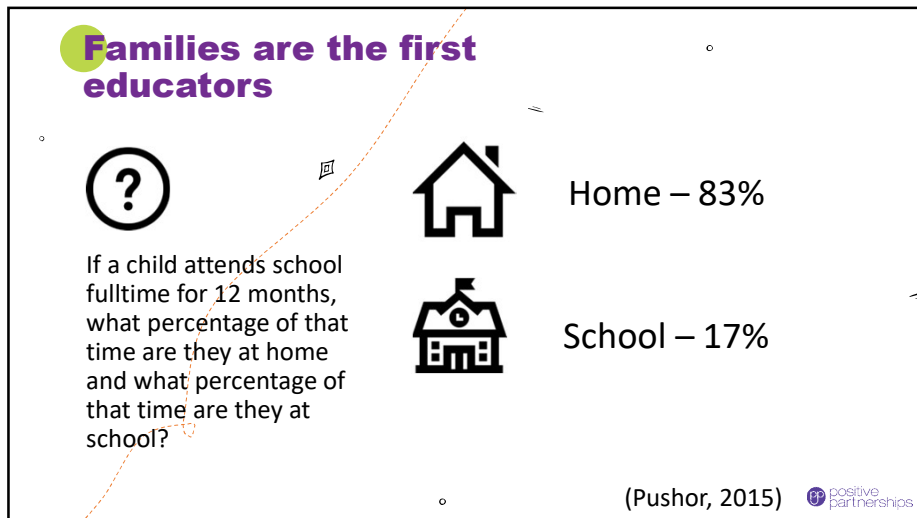 Families are the first
educators
?
If a child attends school
fulltime for 12 months,
what percentage of that
time are they at home
and what percentage of
that time are they at
school?
Home – 83%
School – 17%
(Pushor, 2015)
pp positive
partnerships